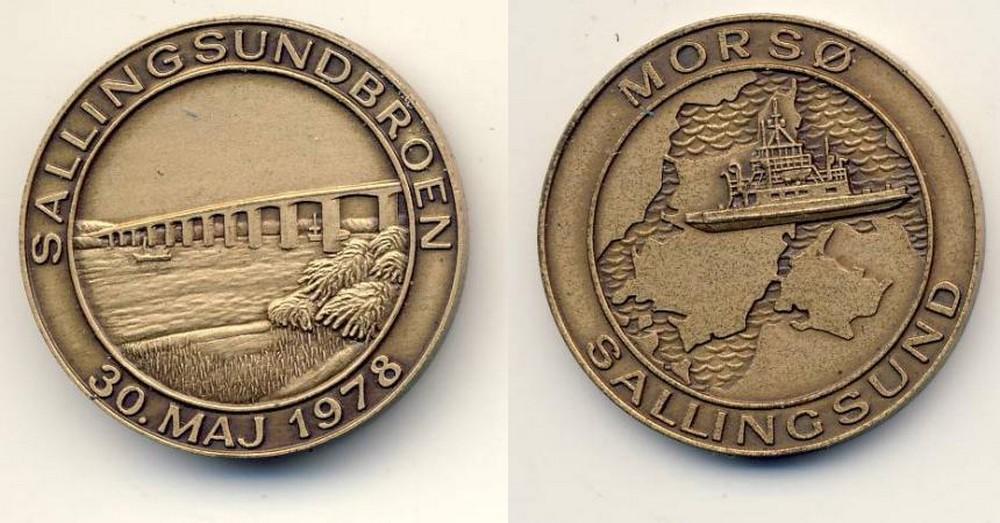 SALLINGSUNDBROEN
30. MAJ 1978
MORSØ
SALLINGSUND